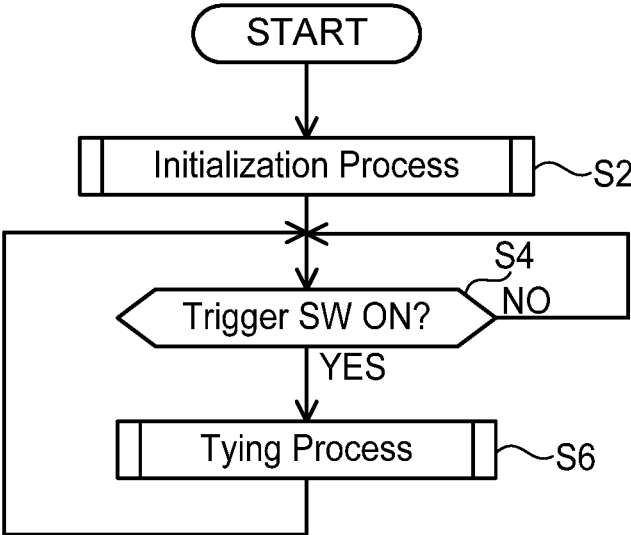 START
Initialization Process
S2
S4
Trigger SW ON?
NO
YES
Tying Process
S6